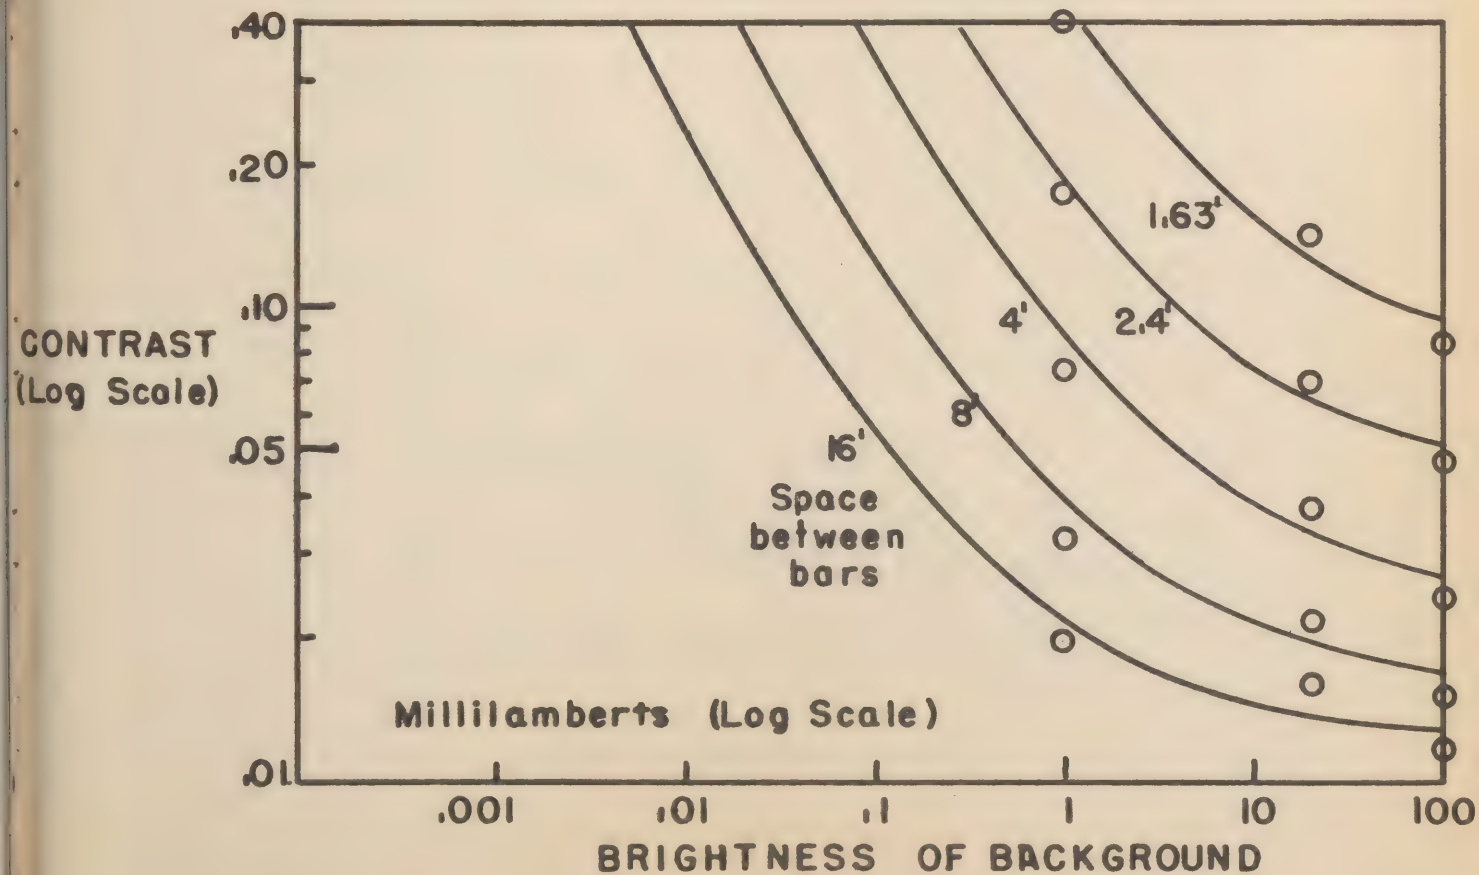 .40
.20
.10
CONTRAST
(Log Scale)
.05
.01
1.63'
2.4'
4'
8'
16'
Space
between
bars
Millilamberts (Log Scale)
.001 .01 .1 1 10 100
BRIGHTNESS OF BACKGROUND